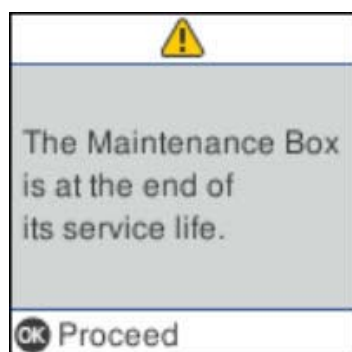 The Maintenance Box
is at the end of
its service life.
OK Proceed